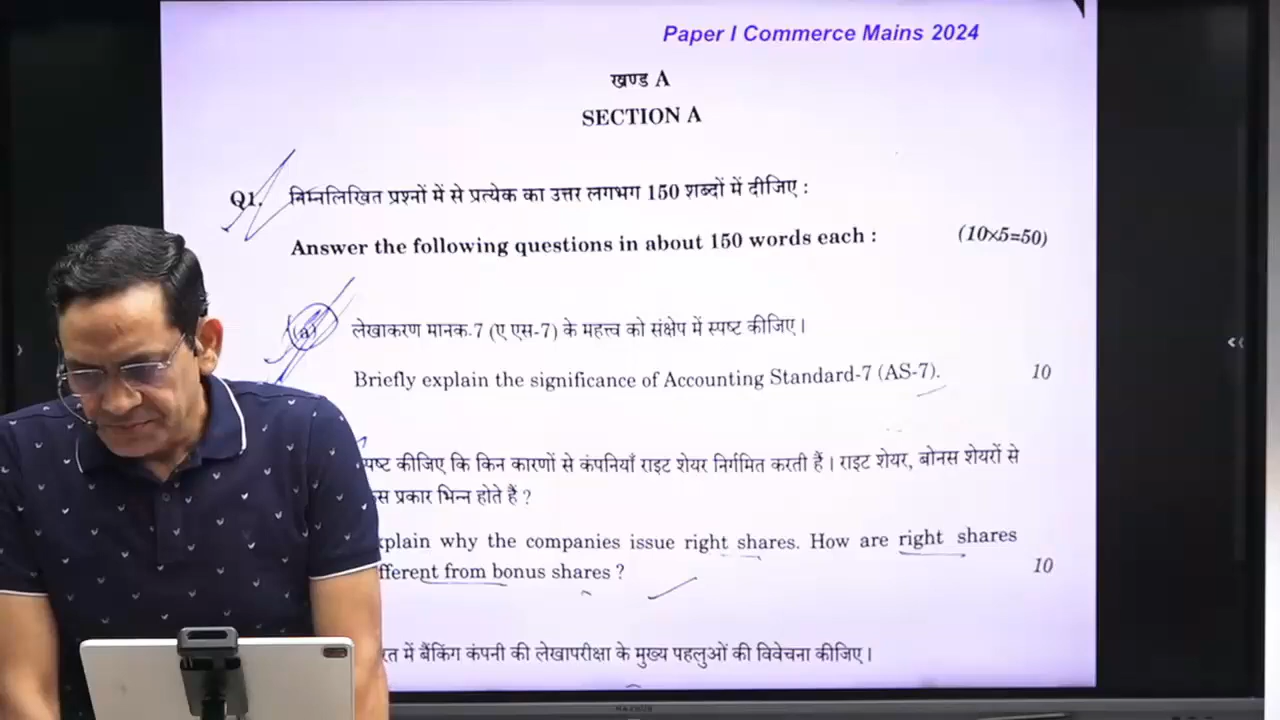 Paper I Commerce Mains 2024
खण्ड A
SECTION A
Q1. निम्नलिखित प्रश्नों में से प्रत्येक का उत्तर लगभग 150 शब्दों में दीजिए :
Answer the following questions in about 150 words each : (10×5=50)
(a) लेखाकरण मानक-7 (ए एस-7) के महत्त्व को संक्षेप में स्पष्ट कीजिए।
Briefly explain the significance of Accounting Standard-7 (AS-7). 10
कीजिए कि किन कारणों से कंपनियाँ राइट शेयर निर्गमित करती हैं। राइट शेयर, बोनस शेयरों से
प्रकार भिन्न होते हैं ?
why the companies issue right shares. How are right shares
from bonus shares ? 10
में बैंकिंग कंपनी की लेखापरीक्षा के मुख्य पहलुओं की विवेचना कीजिए।